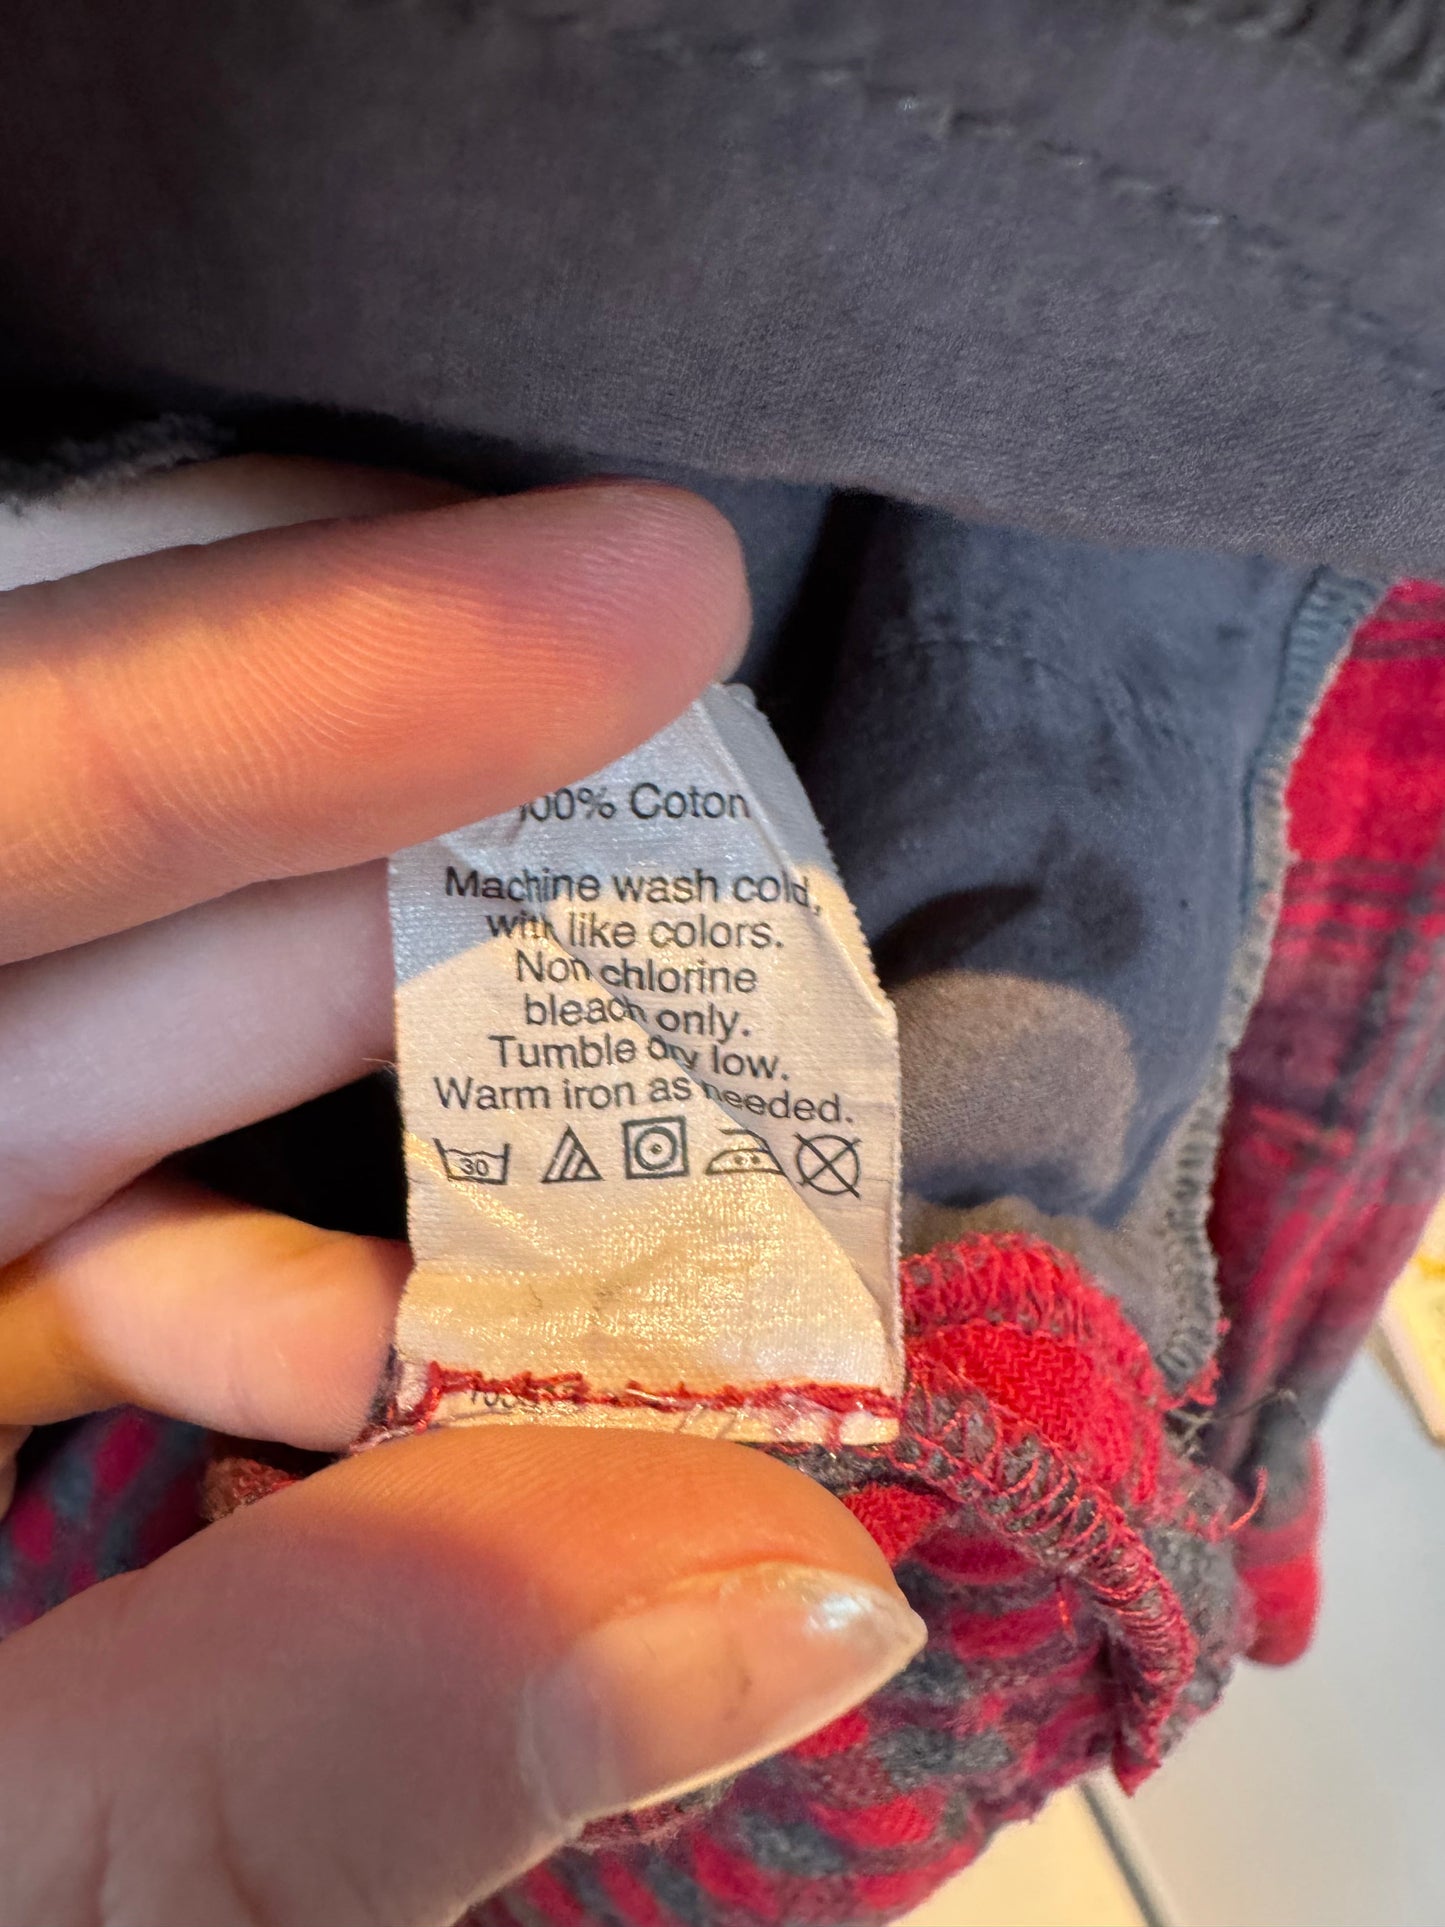 100% Coton
Machine wash cold,
with like colors.
Non chlorine
bleach only.
Tumble Dry low.
Warm iron as needed.
30